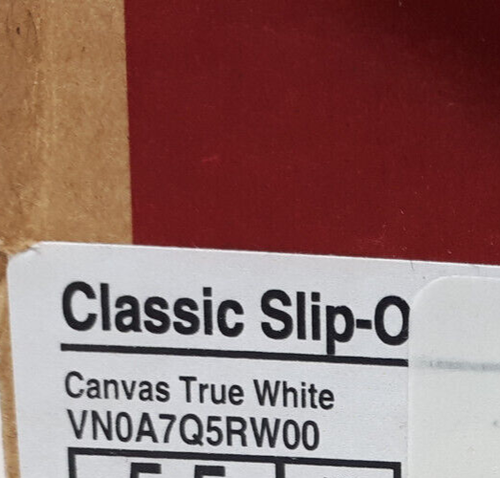 Classic Slip-O
Canvas True White
VN0A7Q5RW00